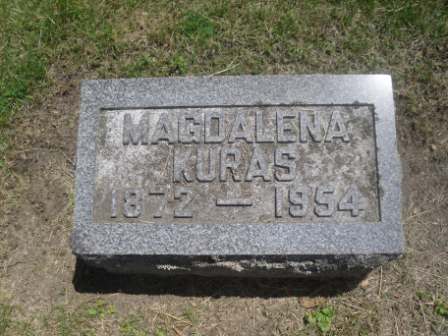 MAGDALENA
KURAS
1872 — 1954